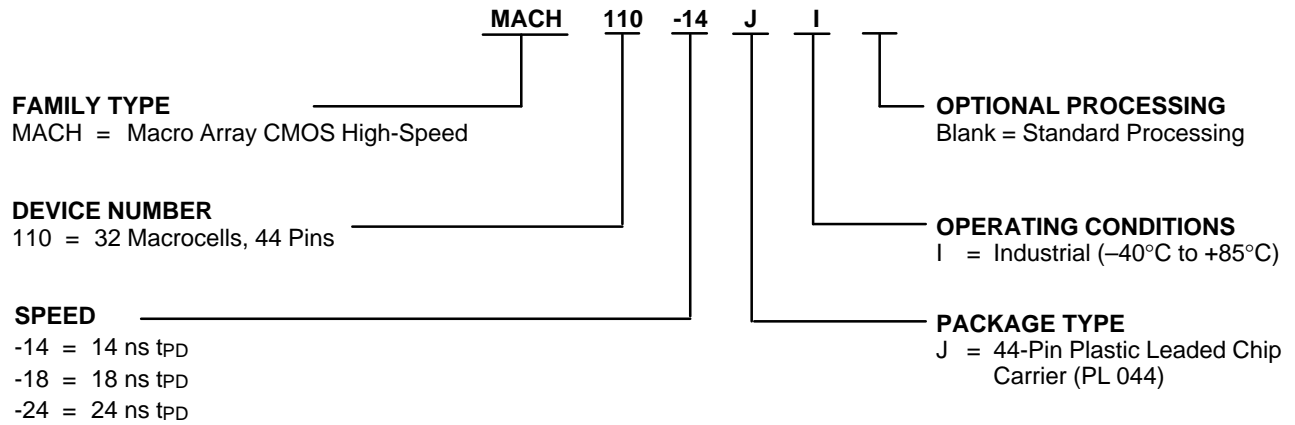 MACH 110 -14 J I
FAMILY TYPE
MACH = Macro Array CMOS High-Speed
DEVICE NUMBER
110 = 32 Macrocells, 44 Pins
SPEED
-14 = 14 ns tPD
-18 = 18 ns tPD
-24 = 24 ns tPD
OPTIONAL PROCESSING
Blank = Standard Processing
OPERATING CONDITIONS
I = Industrial (–40°C to +85°C)
PACKAGE TYPE
J = 44-Pin Plastic Leaded Chip
Carrier (PL 044)